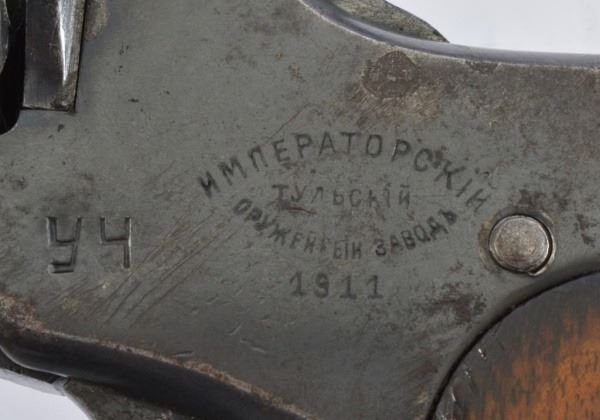 ИМПЕРАТОРСКІЙ
ТУЛЬСКІЙ
ОРУЖЕЙНЫЙ ЗАВОДЪ
1911
УЧ